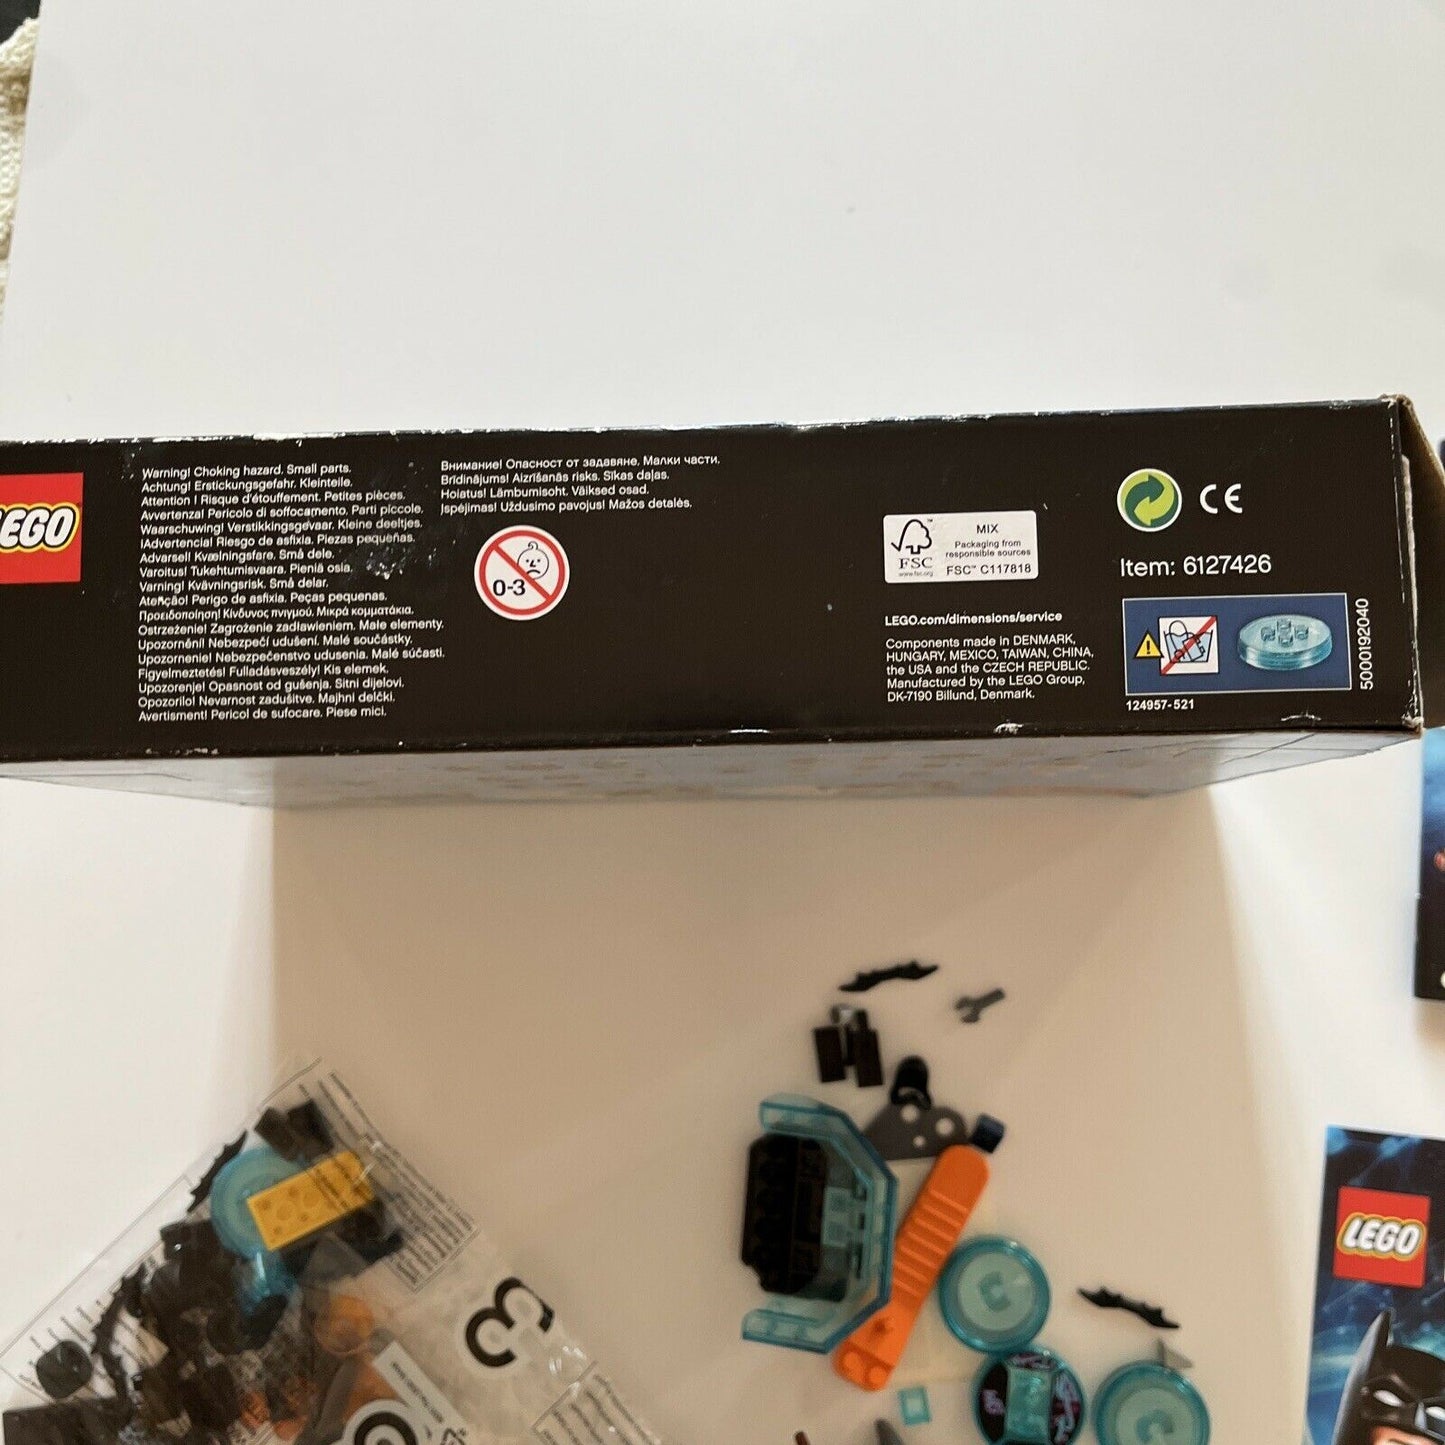 LEGO
Warning! Choking hazard. Small parts.
Achtung! Erstickungsgefahr. Kleinteile.
Attention ! Risque d'étouffement. Petites pièces.
Avvertenza! Pericolo di soffocamento. Parti piccole.
Waarschuwing! Verstikkingsgevaar. Kleine deeltjes.
¡Advertencia! Riesgo de asfixia. Piezas pequeñas.
Advarsel! Kvælningsfare. Små dele.
Varoitus! Tukehtumisvaara. Pieniä osia.
Varning! Kvävningsrisk. Små delar.
Atenção! Perigo de asfixia. Peças pequenas.
Προειδοποίηση! Κίνδυνος πνιγμού. Μικρά κομματάκια.
Ostrzeżenie! Zagrożenie zadławieniem. Małe elementy.
Upozornění! Nebezpečí udušení. Malé součástky.
Upozornenie! Nebezpečenstvo udusenia. Malé súčasti.
Figyelmeztetés! Fulladásveszély! Kis elemek.
Upozorenje! Opasnost od gušenja. Sitni dijelovi.
Opozorilo! Nevarnost zadušitve. Majhni delčki.
Avertisment! Pericol de sufocare. Piese mici.
Внимание! Опасност от задавяне. Малки части.
Brīdinājums! Aizrīšanās risks. Sīkas daļas.
Hoiatus! Lämbumisoht. Väiksed osad.
Įspėjimas! Uždusimo pavojus! Mažos detalės.
0-3
FSC™
www.fsc.org
MIX
Packaging from
responsible sources
FSC™ C117818
LEGO.com/dimensions/service
Components made in DENMARK,
HUNGARY, MEXICO, TAIWAN, CHINA,
the USA and the CZECH REPUBLIC.
Manufactured by the LEGO Group,
DK-7190 Billund, Denmark.
CE
Item: 6127426
124957-521
5000192040
3
LEGO